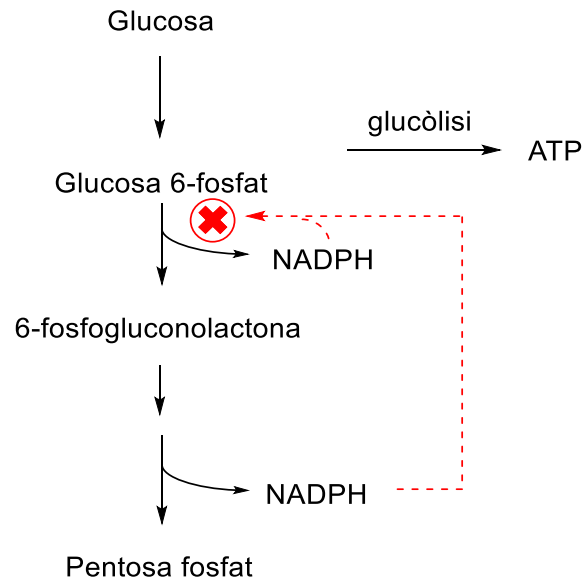 Glucosa
glucòlisi
ATP
Glucosa 6-fosfat
NADPH
6-fosfogluconolactona
NADPH
Pentosa fosfat